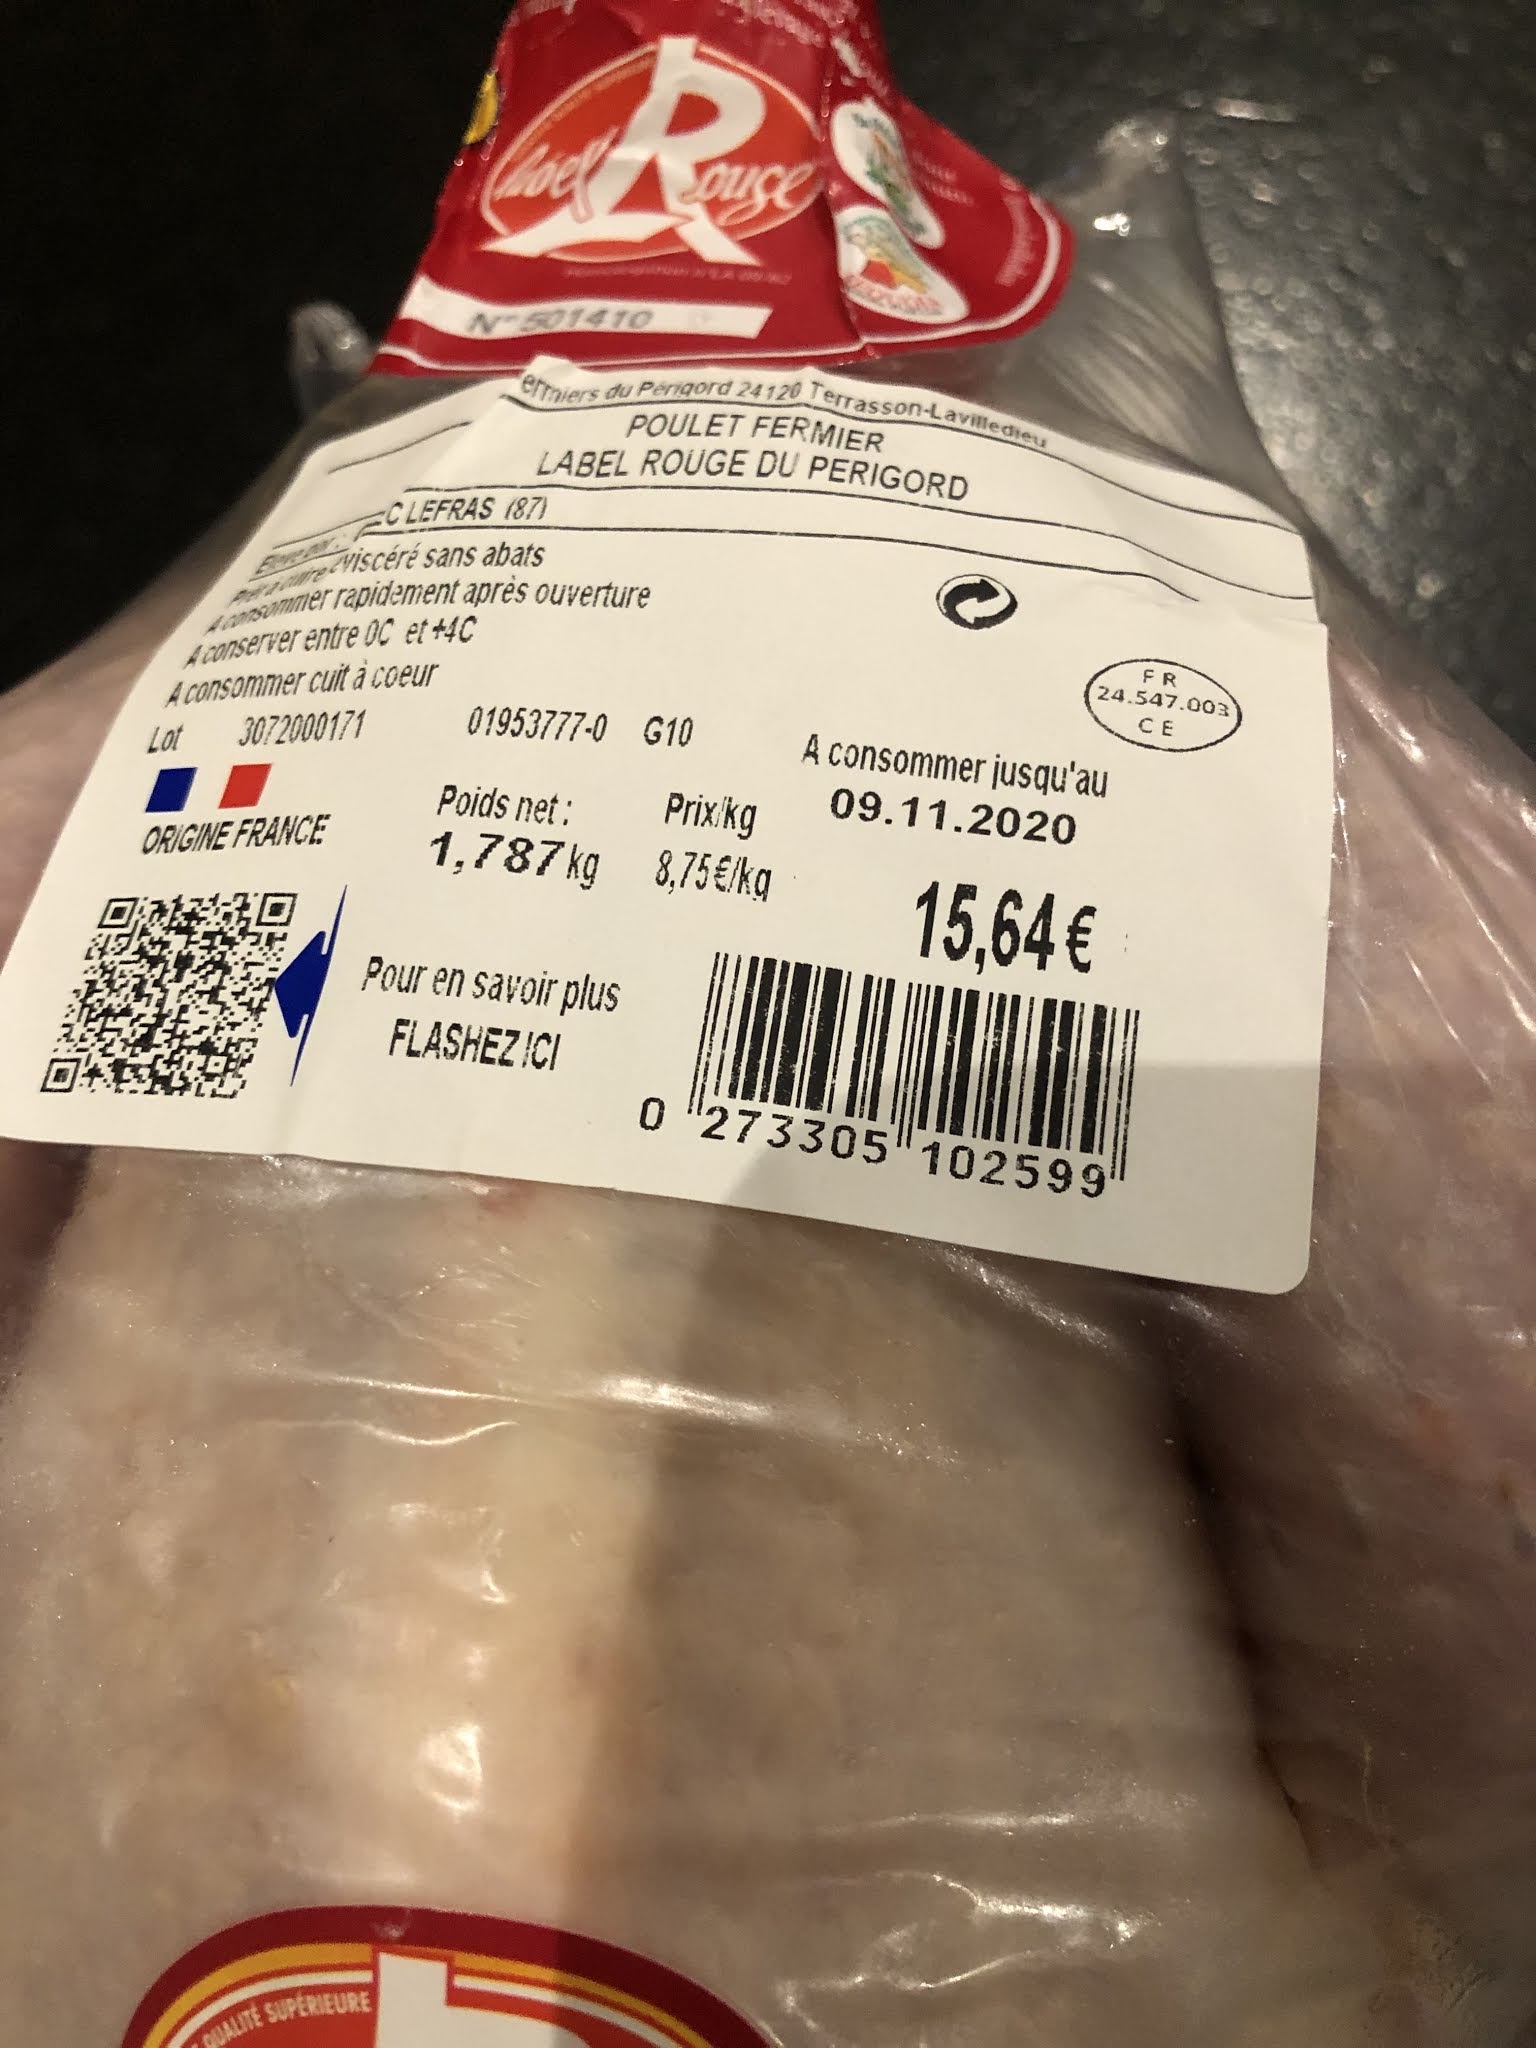 Label Rouge
N° 501410
ermiers du Périgord 24120 Terrasson-Lavilledieu
POULET FERMIER
LABEL ROUGE DU PERIGORD
C LEFRAS (87)
viscéré sans abats
A consommer rapidement après ouverture
A conserver entre 0C et +4C
A consommer cuit à coeur
FR
24.547.003
CE
Lot 3072000171 01953777-0 G10
A consommer jusqu'au
09.11.2020
ORIGINE FRANCE
Poids net : Prix/kg
1,787 kg 8,75€/kg
15,64€
Pour en savoir plus
FLASHEZ ICI
0 273305 102599
QUALITÉ SUPÉRIEURE